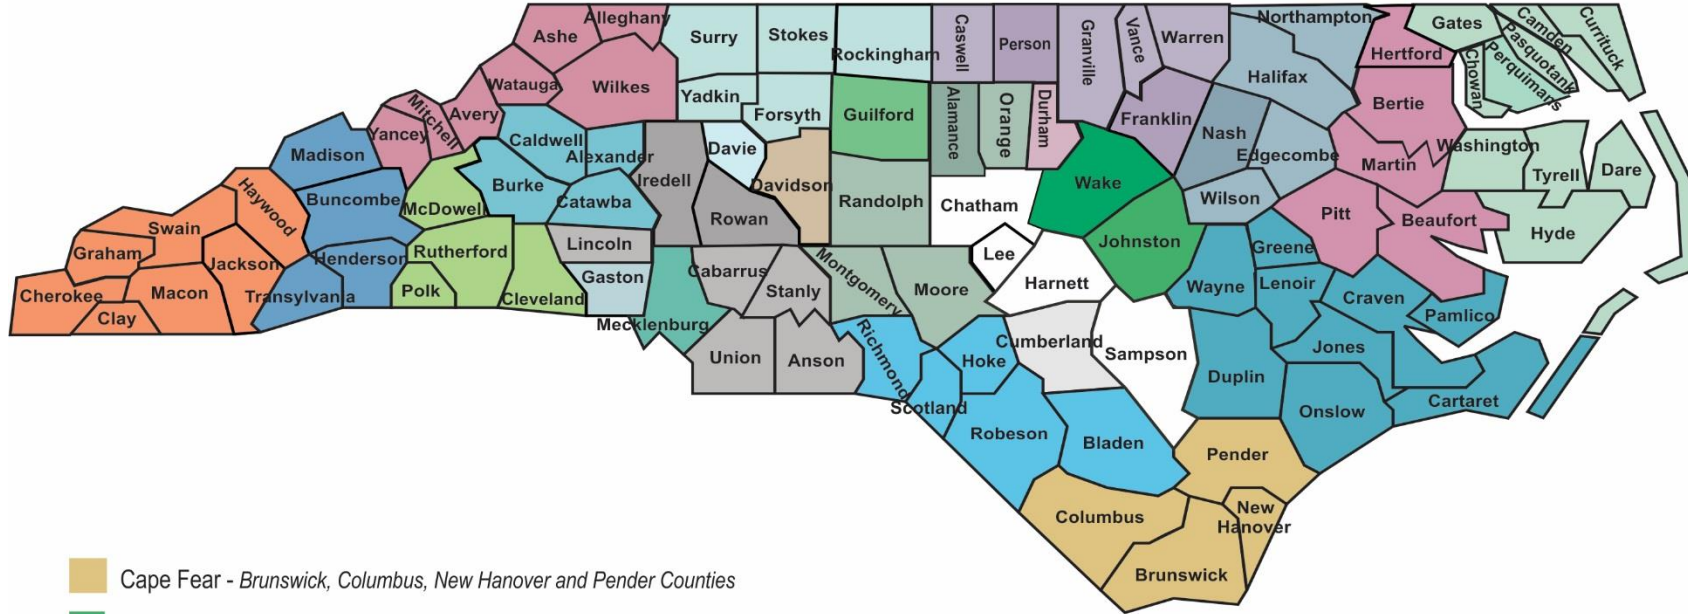 Alleghany
Ashe
Surry
Stokes
Rockingham
Caswell
Person
Granville
Vance
Warren
Northampton
Hertford
Gates
Camden
Currituck
Pasquotank
Perquimans
Chowan
Watauga
Wilkes
Yadkin
Forsyth
Guilford
Alamance
Orange
Durham
Franklin
Halifax
Nash
Edgecombe
Bertie
Martin
Washington
Tyrell
Dare
Mitchell
Avery
Yancey
Caldwell
Alexander
Madison
Iredell
Davie
Davidson
Randolph
Chatham
Wake
Wilson
Pitt
Beaufort
Hyde
Haywood
Buncombe
McDowell
Burke
Catawba
Rowan
Lee
Johnston
Greene
Swain
Graham
Jackson
Henderson
Rutherford
Lincoln
Cabarrus
Montgomery
Moore
Harnett
Wayne
Lenoir
Craven
Pamlico
Cherokee
Macon
Clay
Transylvania
Polk
Cleveland
Gaston
Mecklenburg
Stanly
Union
Anson
Richmond
Hoke
Cumberland
Sampson
Duplin
Jones
Onslow
Cartaret
Scotland
Robeson
Bladen
Pender
Columbus
New
Hanover
Brunswick
Cape Fear - Brunswick, Columbus, New Hanover and Pender Counties